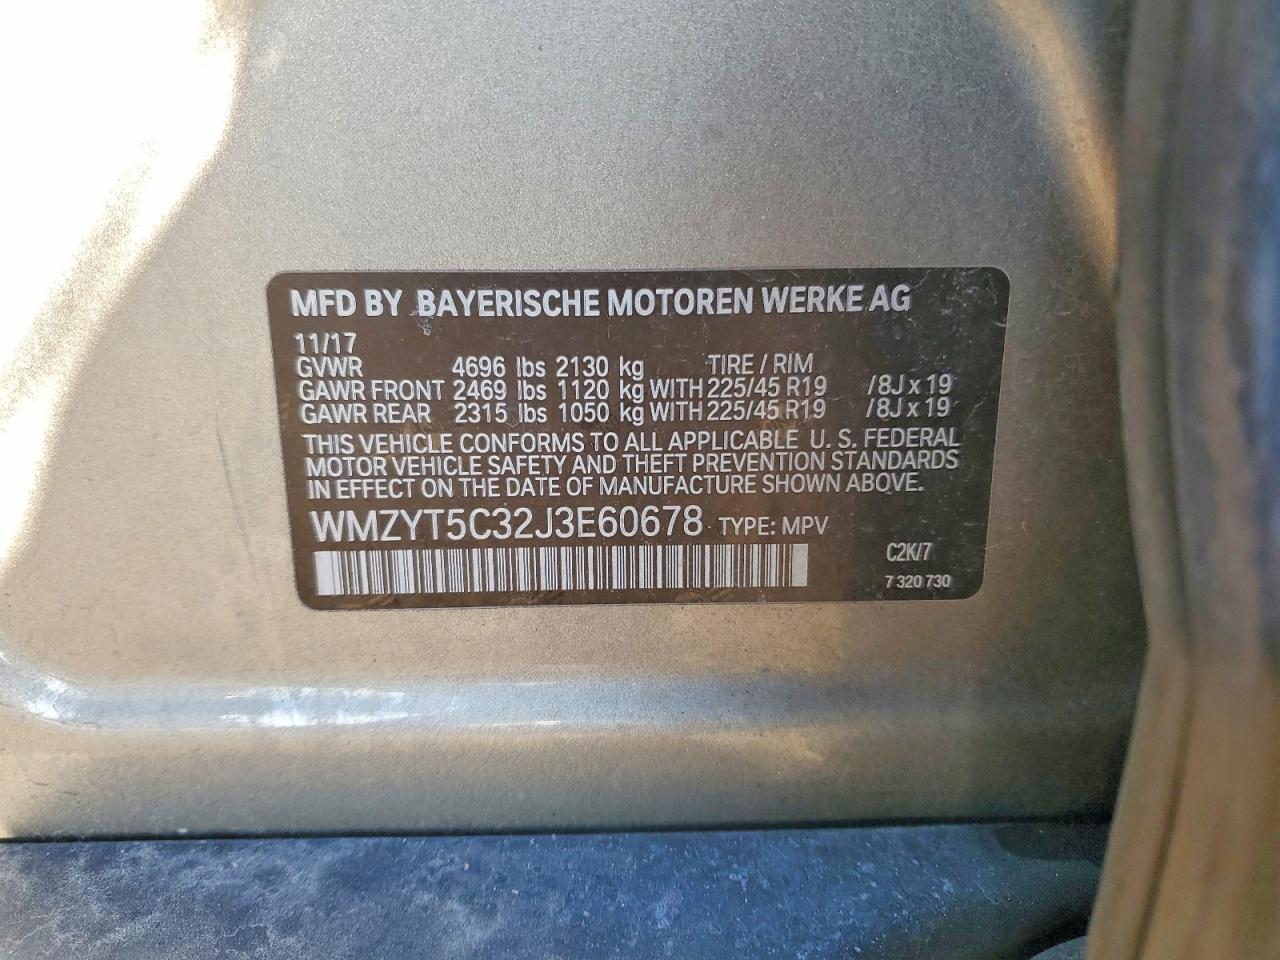 MFD BY BAYERISCHE MOTOREN WERKE AG
11/17
GVWR 4696 lbs 2130 kg TIRE / RIM
GAWR FRONT 2469 lbs 1120 kg WITH 225/45 R19 /8J x 19
GAWR REAR 2315 lbs 1050 kg WITH 225/45 R19 /8J x 19
THIS VEHICLE CONFORMS TO ALL APPLICABLE U. S. FEDERAL
MOTOR VEHICLE SAFETY AND THEFT PREVENTION STANDARDS
IN EFFECT ON THE DATE OF MANUFACTURE SHOWN ABOVE.
WMZYT5C32J3E60678 TYPE: MPV
C2K/7
7 320 730